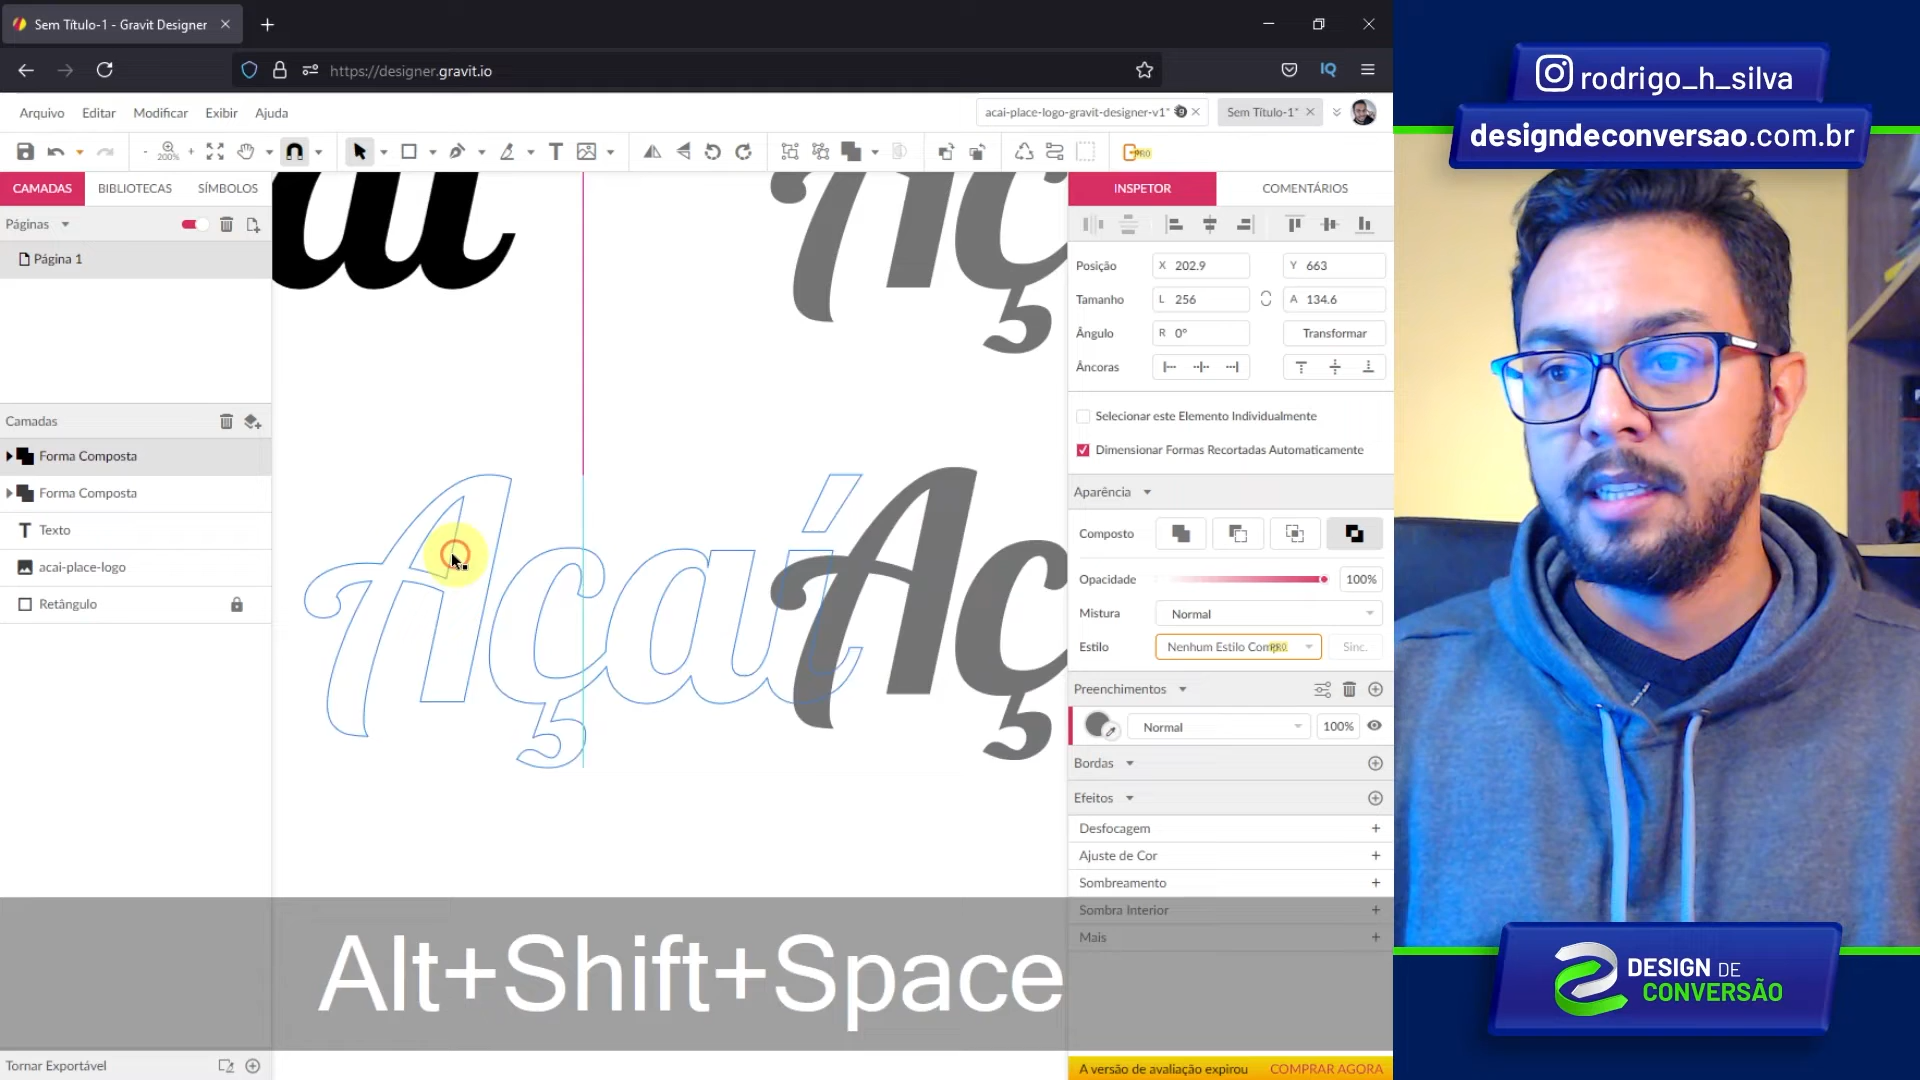 Sem Título-1 - Gravit Designer
https://designer.gravit.io
IQ
Arquivo Editar Modificar Exibir Ajuda
acai-place-logo-gravit-designer-v1*
Sem Título-1*
200%
PRO
CAMADAS BIBLIOTECAS SÍMBOLOS
Páginas
Página 1
Camadas
Forma Composta
Forma Composta
Texto
acai-place-logo
Retângulo
Tornar Exportável
Açaí
INSPETOR COMENTÁRIOS
Posição X 202.9 Y 663
Tamanho L 256 A 134.6
Ângulo R 0° Transformar
Âncoras
Selecionar este Elemento Individualmente
Dimensionar Formas Recortadas Automaticamente
Aparência
Composto
Opacidade 100%
Mistura Normal
Estilo Nenhum Estilo Com PRO Sinc.
Preenchimentos
Normal 100%
Bordas
Efeitos
Desfocagem
Ajuste de Cor
Sombreamento
Sombra Interior
Mais
A versão de avaliação expirou COMPRAR AGORA
Alt+Shift+Space
rodrigo_h_silva
designdeconversao.com.br
DESIGN DE
CONVERSÃO